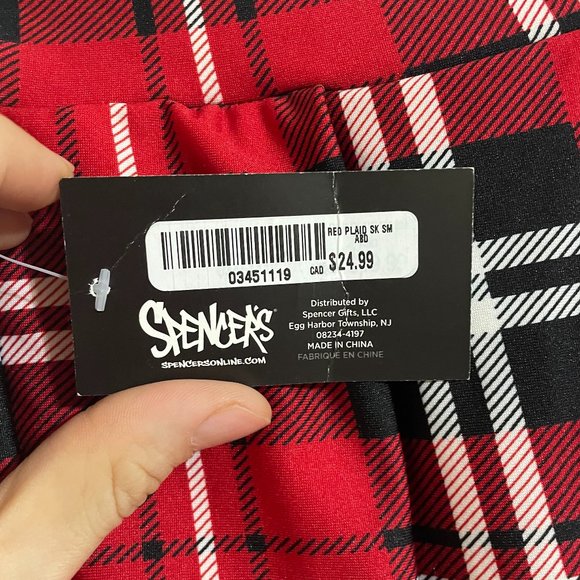 RED PLAID SK SM
ABD
03451119
CAD $24.99
SPENCER'S
SPENCERSONLINE.COM
Distributed by
Spencer Gifts, LLC
Egg Harbor Township, NJ
08234-4197
MADE IN CHINA
FABRIQUE EN CHINE